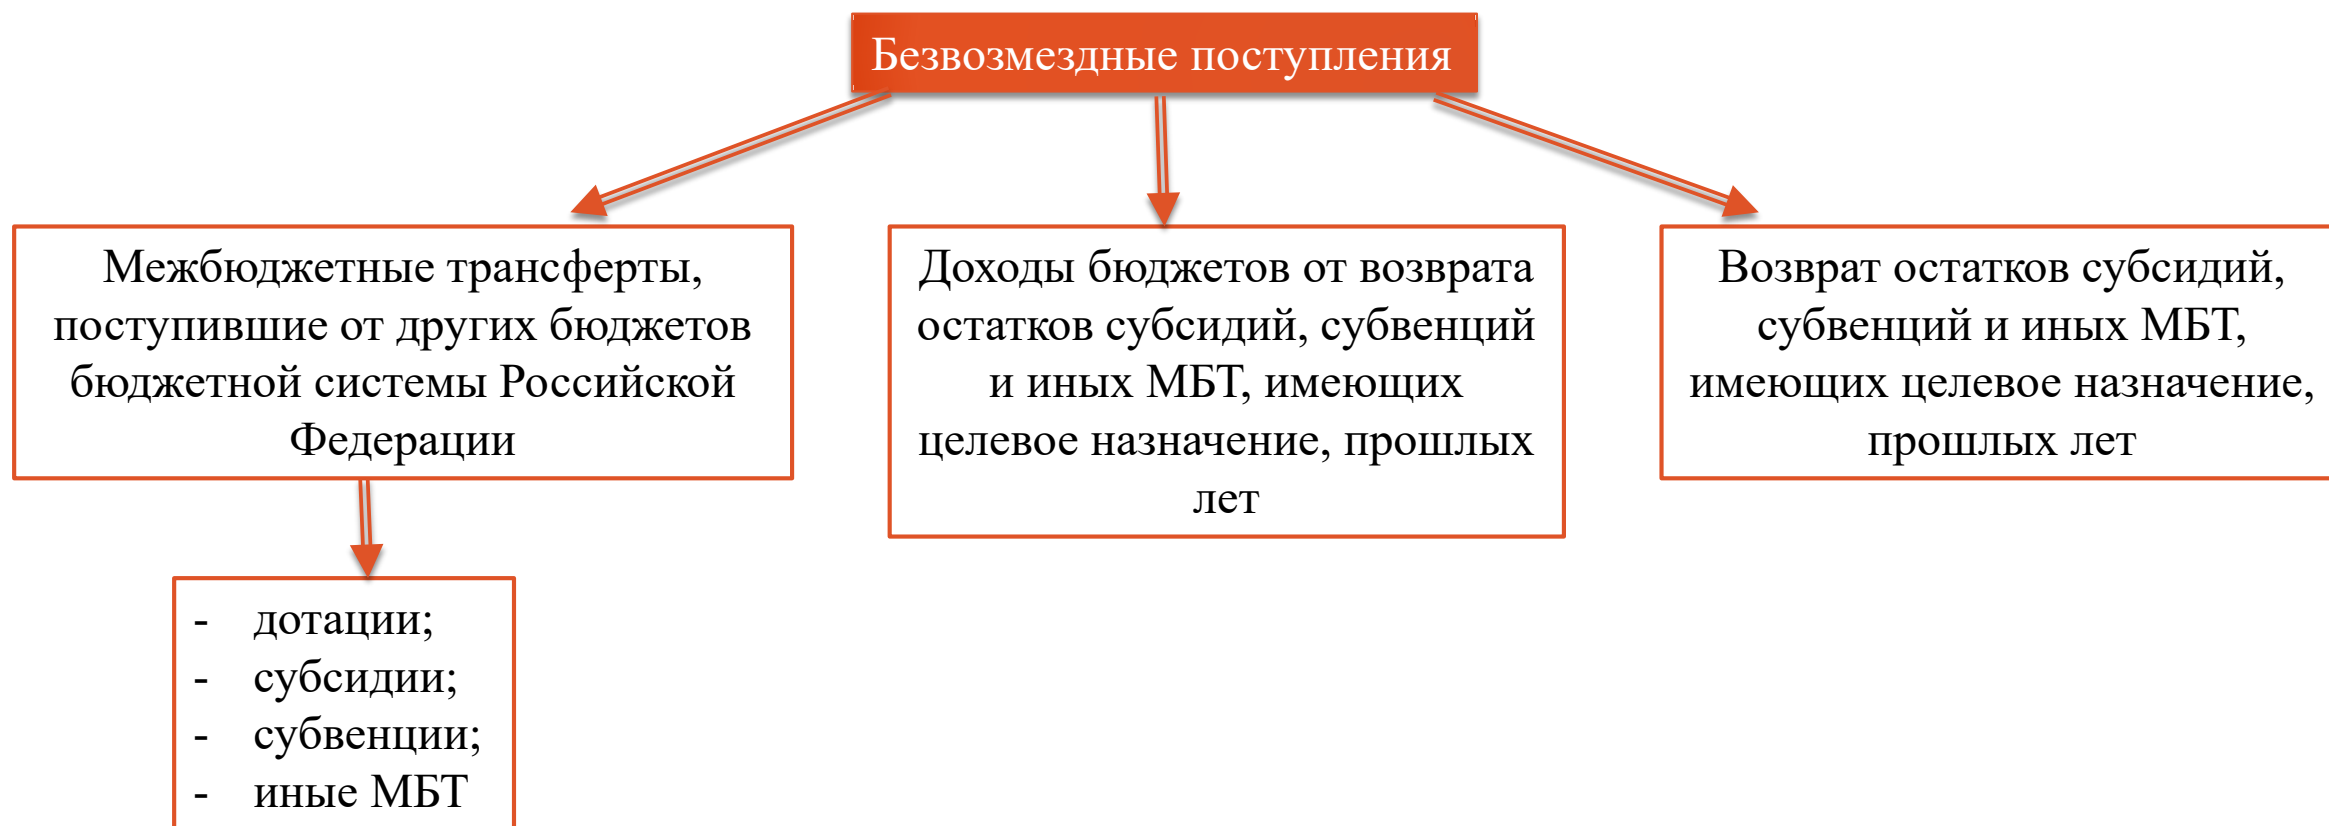 Безвозмездные поступления
Межбюджетные трансферты,
поступившие от других бюджетов
бюджетной системы Российской
Федерации
Доходы бюджетов от возврата
остатков субсидий, субвенций
и иных МБТ, имеющих
целевое назначение, прошлых
лет
Возврат остатков субсидий,
субвенций и иных МБТ,
имеющих целевое назначение,
прошлых лет
- дотации;
- субсидии;
- субвенции;
- иные МБТ